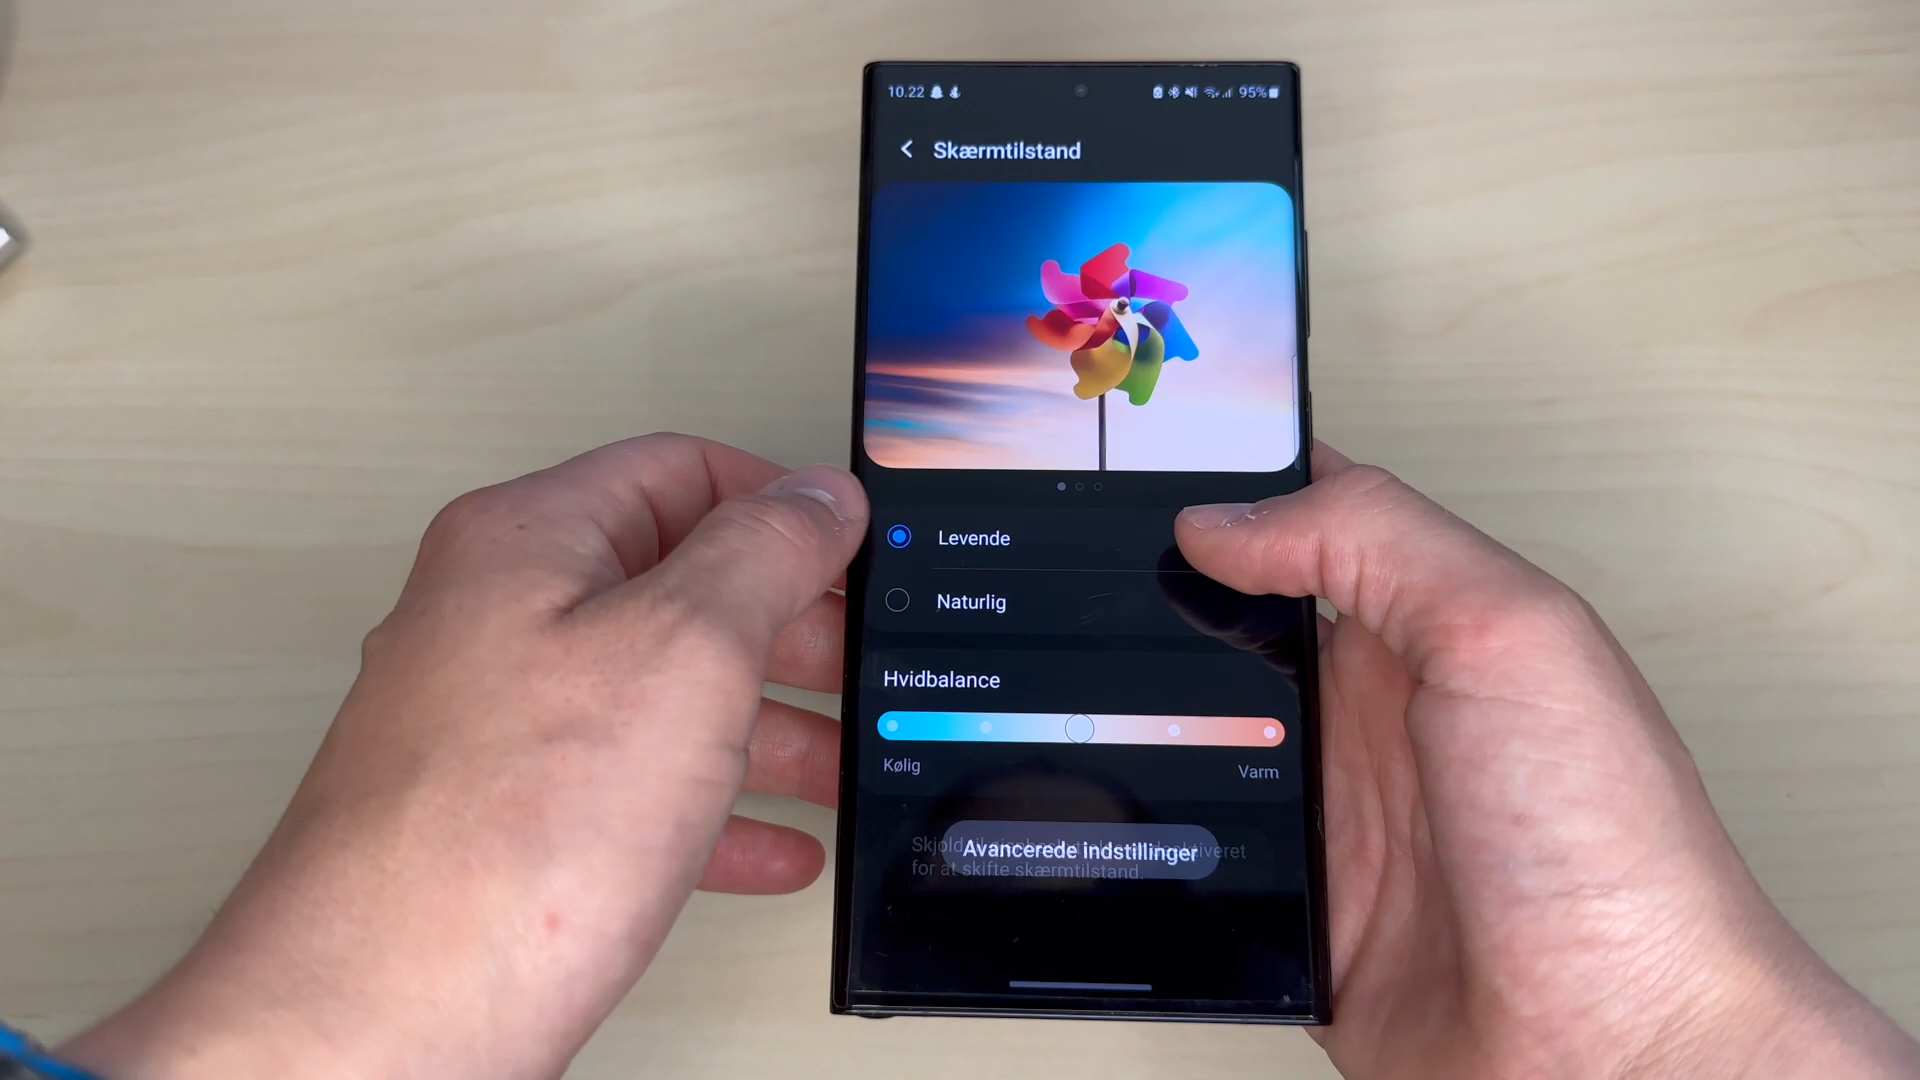 10.22
95%
Skærmtilstand
Levende
Naturlig
Hvidbalance
Kølig
Varm
Avancerede indstillinger
for at skifte skærmtilstand.